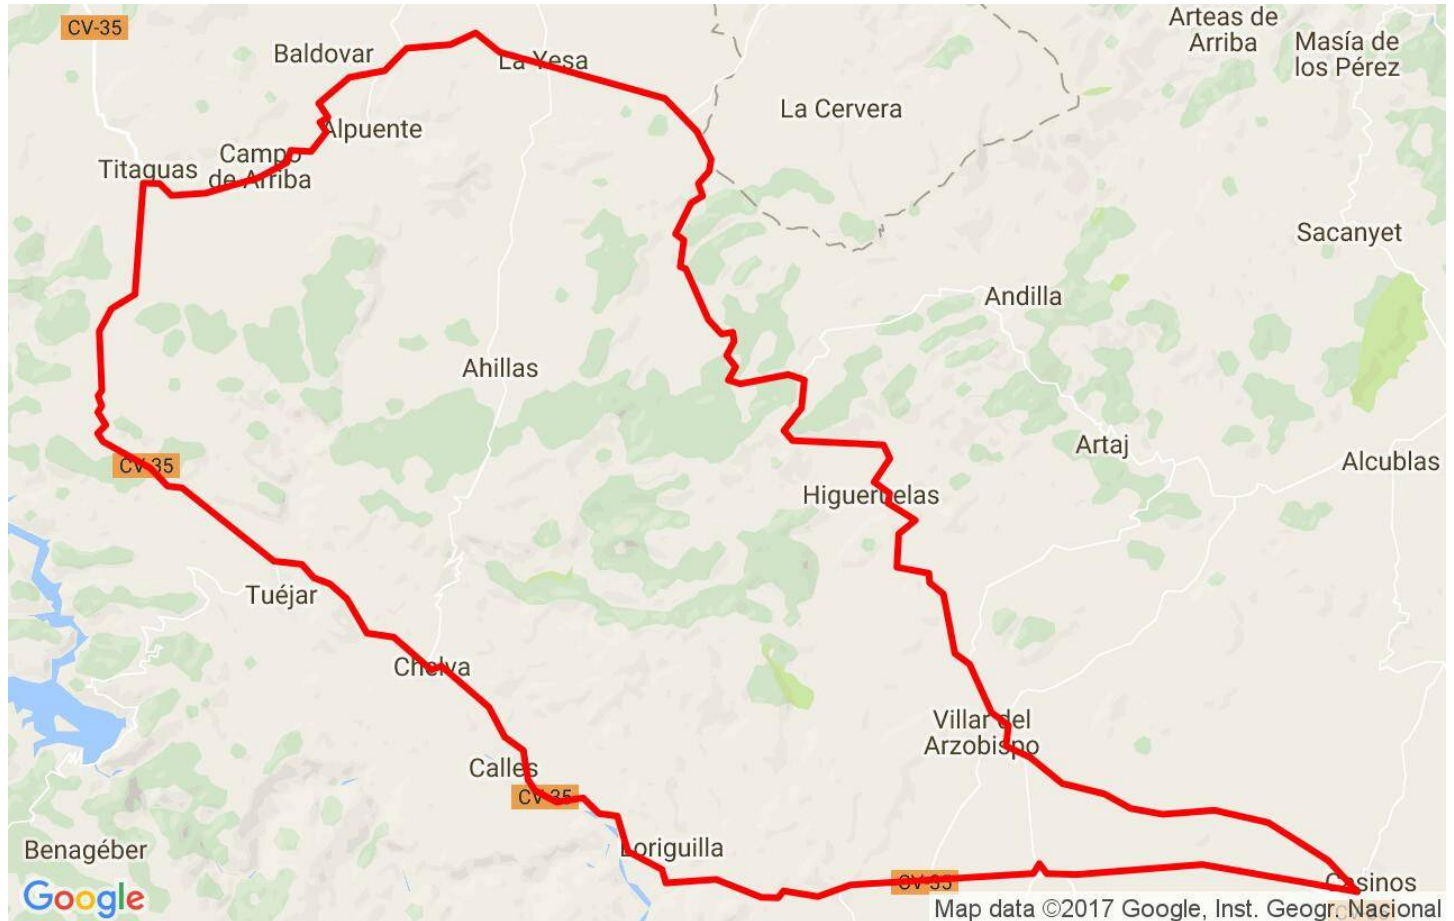 CV-35
Arteas de
Arriba
Masía de
los Pérez
Baldovar
La Yesa
La Cervera
Alpuente
Titaguas
Campo
de Arriba
Sacanyet
Andilla
Ahillas
Artaj
Alcublas
CV-35
Higueruelas
Tuéjar
Chelva
Villar del
Arzobispo
Calles
CV-35
Loriguilla
Benagéber
CV-35
Casinos
Google
Map data ©2017 Google, Inst. Geogr. Nacional